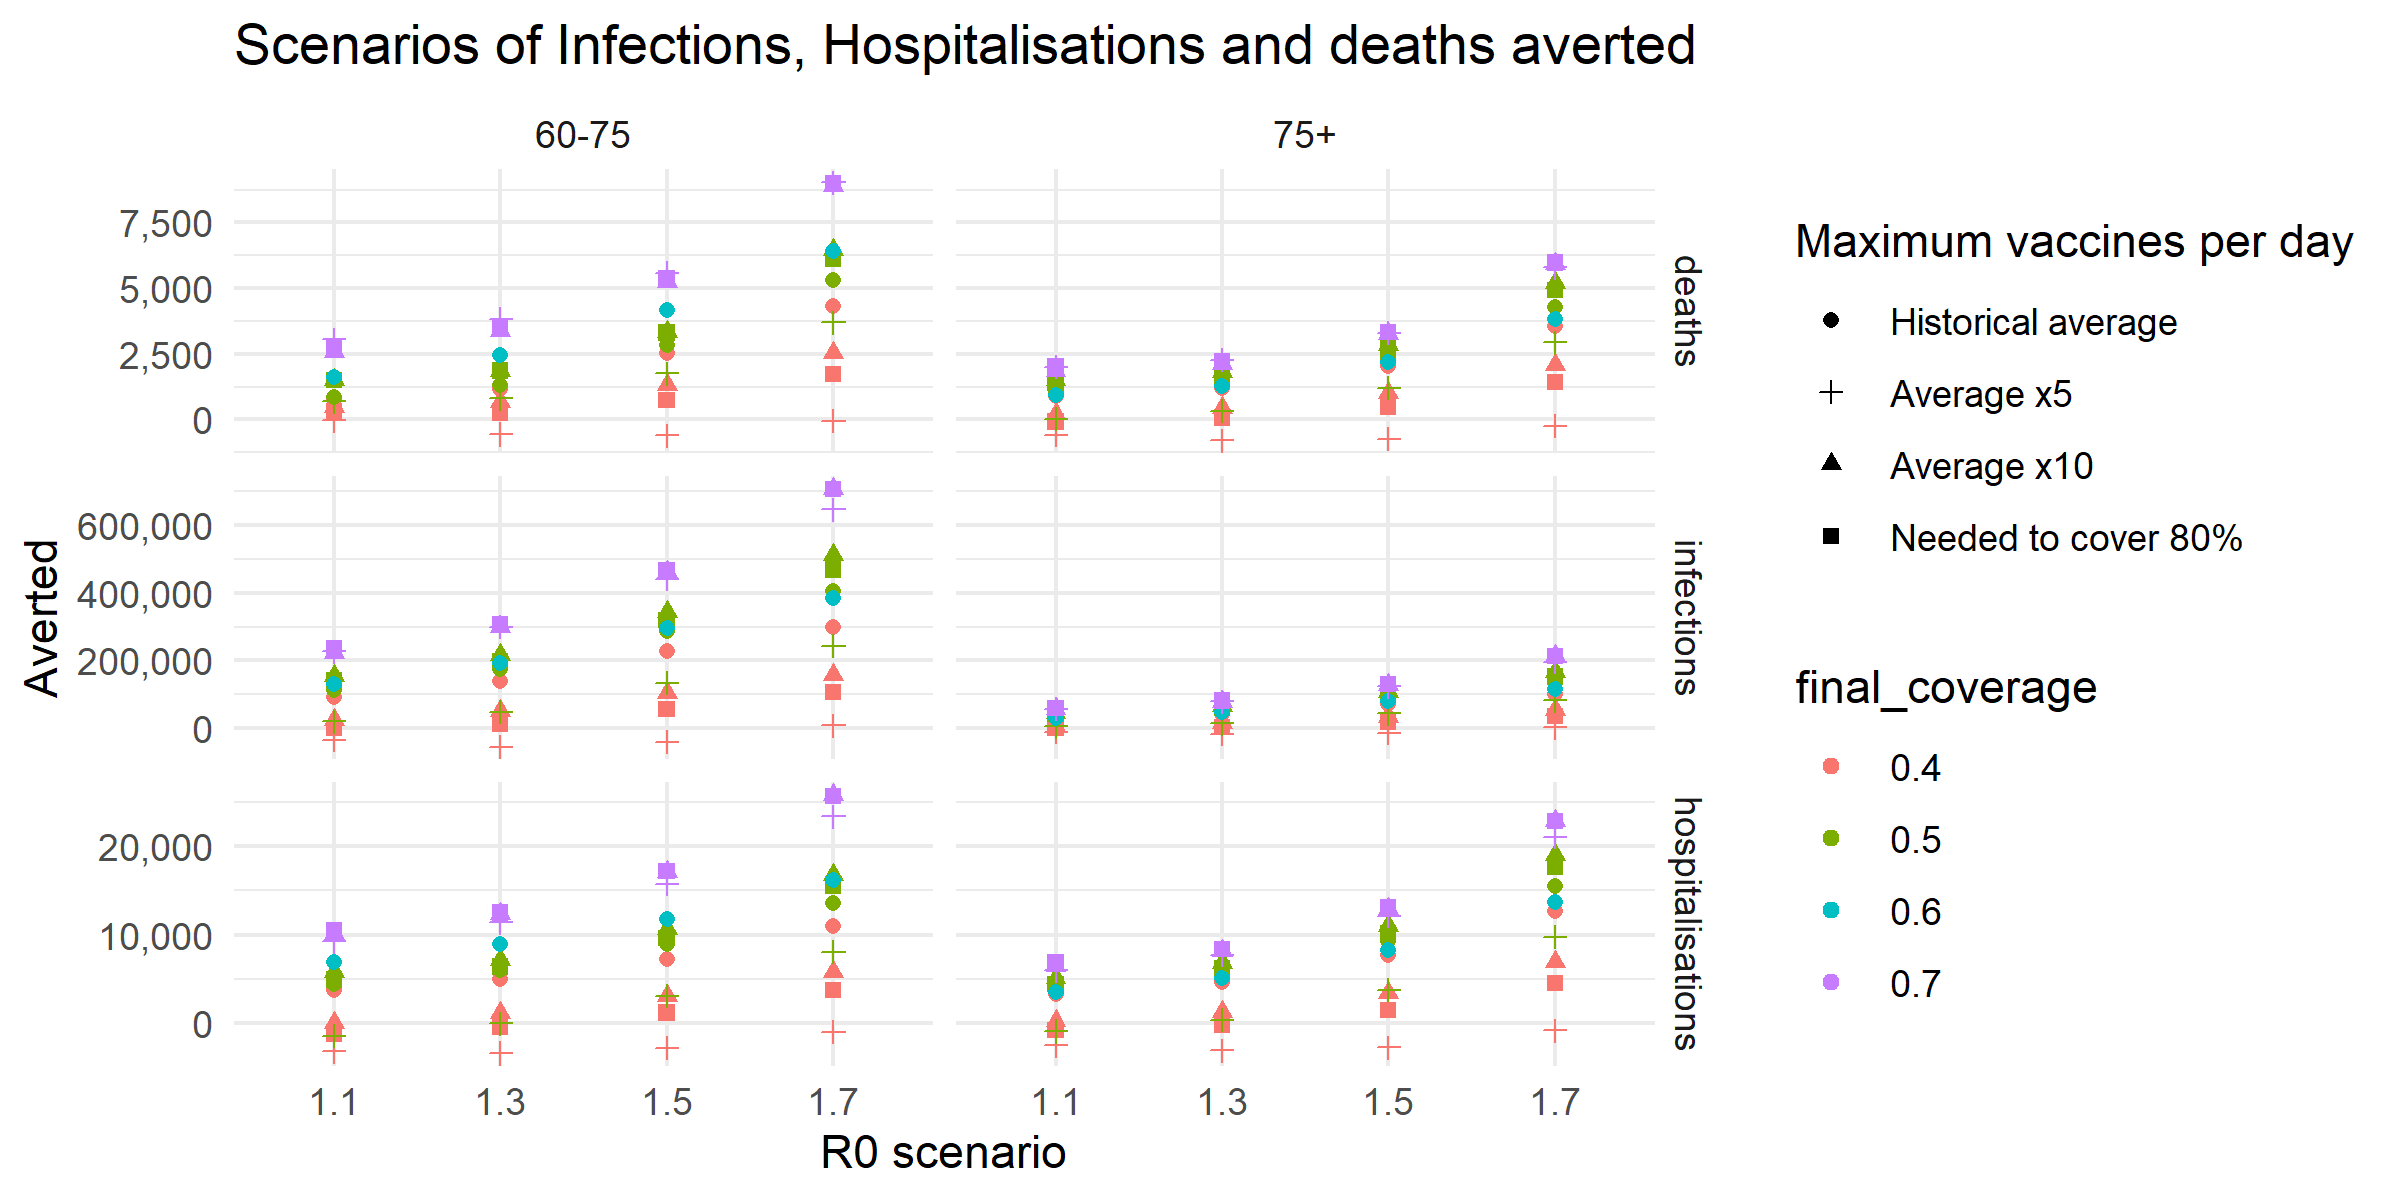 Scenarios of Infections, Hospitalisations and deaths averted
60-75
75+
7,500
5,000
2,500
0
deaths
600,000
400,000
200,000
0
infections
20,000
10,000
0
hospitalisations
Averted
1.1
1.3
1.5
1.7
1.1
1.3
1.5
1.7
R0 scenario
Maximum vaccines per day
Historical average
Average x5
Average x10
Needed to cover 80%
final_coverage
0.4
0.5
0.6
0.7